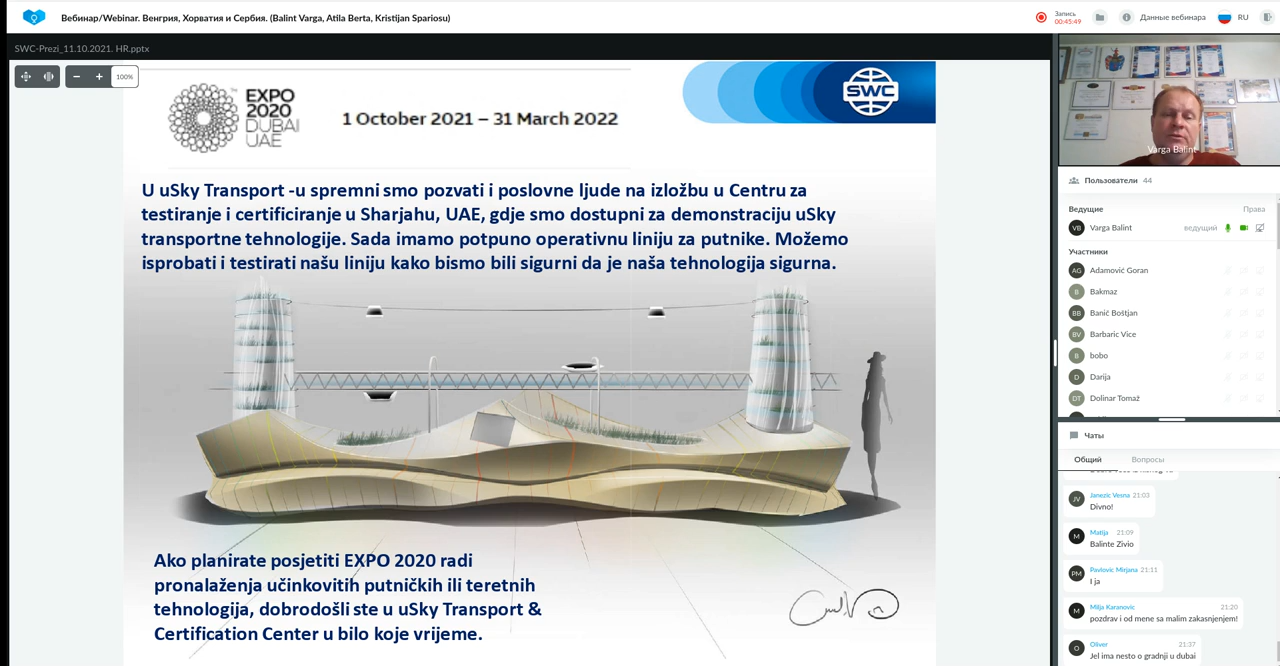 Вебинар/Webinar. Венгрия, Хорватия и Сербия. (Balint Varga, Atila Berta, Kristijan Spariosu)
Запись
00:45:49
Данные вебинара
RU
SWC-Prezi_11.10.2021. HR.pptx
100%
EXPO
2020
DUBAI
UAE
1 October 2021 – 31 March 2022
SWC
U uSky Transport -u spremni smo pozvati i poslovne ljude na izložbu u Centru za
testiranje i certificiranje u Sharjahu, UAE, gdje smo dostupni za demonstraciju uSky
transportne tehnologije. Sada imamo potpuno operativnu liniju za putnike. Možemo
isprobati i testirati našu liniju kako bismo bili sigurni da je naša tehnologija sigurna.
Ako planirate posjetiti EXPO 2020 radi
pronalaženja učinkovitih putničkih ili teretnih
tehnologija, dobrodošli ste u uSky Transport &
Certification Center u bilo koje vrijeme.
Varga Balint
Пользователи 44
Ведущие Права
VB Varga Balint ведущий
Участники
AG Adamović Goran
B Bakmaz
BB Banić Boštjan
BV Barbaric Vice
B bobo
D Darija
DT Dolinar Tomaž
Чаты
Общий Вопросы
JV Janezic Vesna 21:03
Divno!
M Matija 21:09
Balinte Zivio
PM Pavlovic Mirjana 21:11
I ja
M Milja Karanovic 21:20
pozdrav i od mene sa malim zakasnjenjem!
O Oliver 21:37
Jel ima nesto o gradnji u dubai